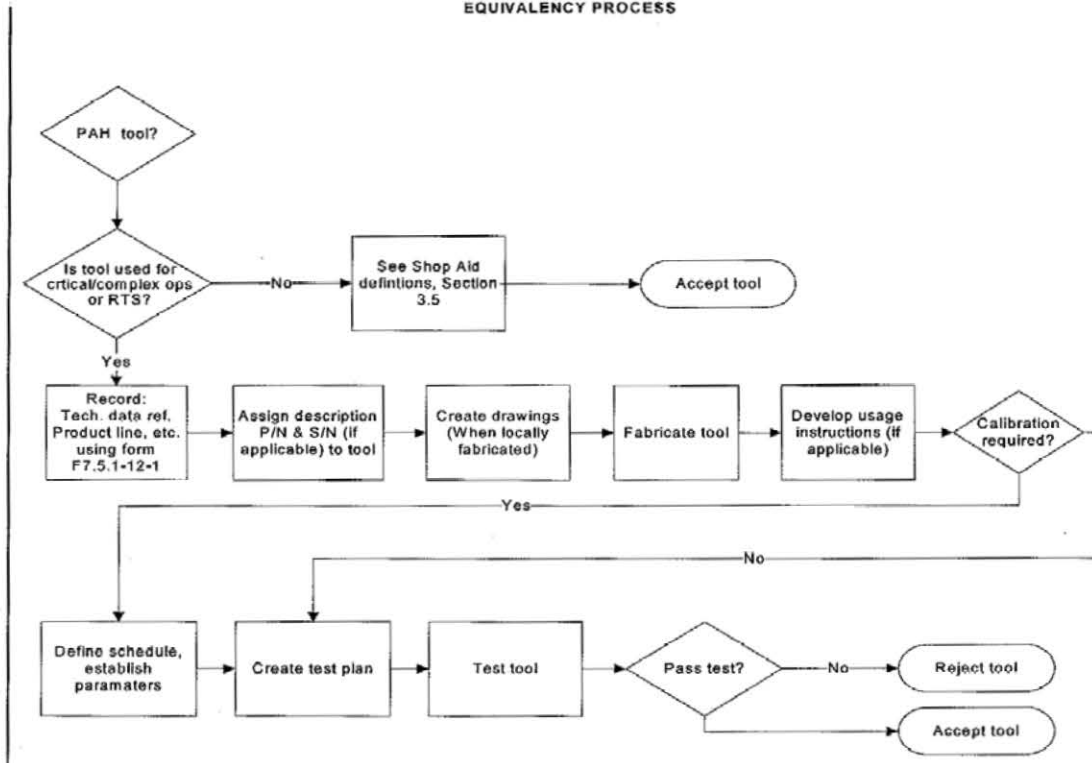 EQUIVALENCY PROCESS
PAH tool?
Is tool used for
crtical/complex ops
or RTS?
No
See Shop Aid
defintions, Section
3.5
Accept tool
Yes
Record:
Tech. data ref.
Product line, etc.
using form
F7.5.1-12-1
Assign description
P/N & S/N (if
applicable) to tool
Create drawings
(When locally
fabricated)
Fabricate tool
Develop usage
instructions (if
applicable)
Calibration
required?
Yes
No
Define schedule,
establish
paramaters
Create test plan
Test tool
Pass test?
No
Reject tool
Accept tool